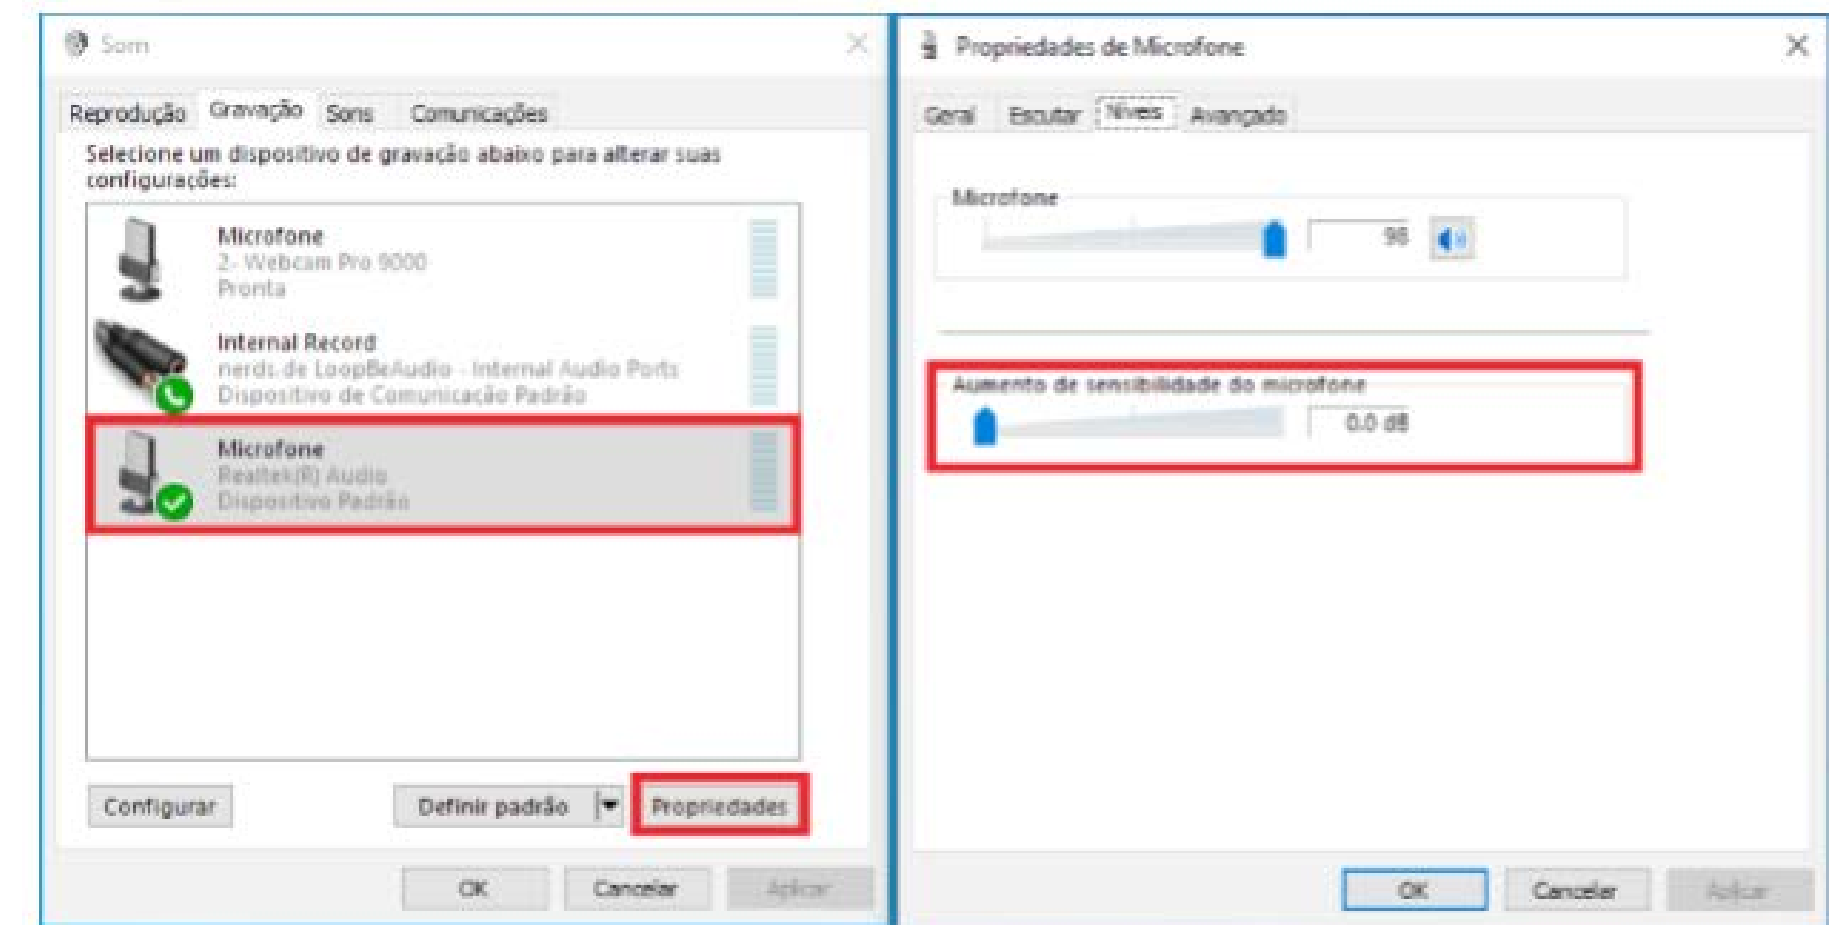 Som
Reprodução Gravação Sons Comunicações
Selecione um dispositivo de gravação abaixo para alterar suas
configurações:
Microfone
2- Webcam Pro 9000
Pronta
Internal Record
nerds.de LoopBeAudio - Internal Audio Ports
Dispositivo de Comunicação Padrão
Microfone
Realtek(R) Audio
Dispositivo Padrão
Configurar Definir padrão Propriedades
OK Cancelar Aplicar
Propriedades de Microfone
Geral Escutar Níveis Avançado
Microfone
98
Aumento de sensibilidade do microfone
0.0 dB
OK Cancelar Aplicar